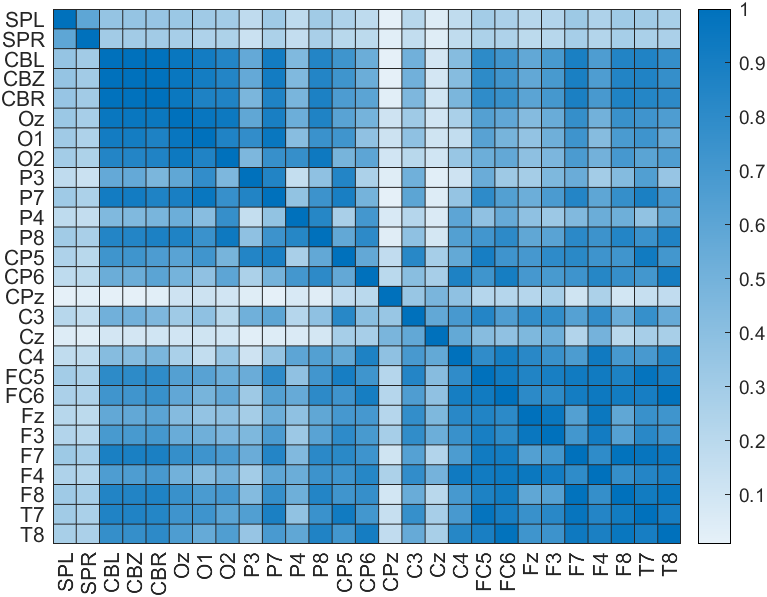 SPL
SPR
CBL
CBZ
CBR
Oz
O1
O2
P3
P7
P4
P8
CP5
CP6
CPz
C3
Cz
C4
FC5
FC6
Fz
F3
F7
F4
F8
T7
T8
SPL SPR CBL CBZ CBR Oz O1 O2 P3 P7 P4 P8 CP5 CP6 CPz C3 Cz C4 FC5 FC6 Fz F3 F7 F4 F8 T7 T8
1
0.9
0.8
0.7
0.6
0.5
0.4
0.3
0.2
0.1